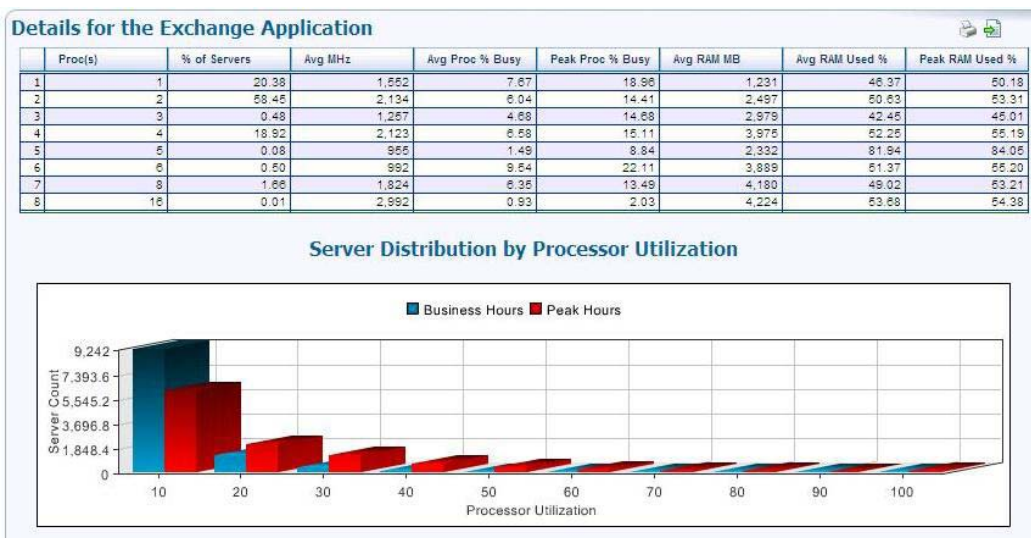 Details for the Exchange Application
Proc(s) % of Servers Avg MHz Avg Proc % Busy Peak Proc % Busy Avg RAM MB Avg RAM Used % Peak RAM Used %
1 1 20.38 1,552 7.67 18.96 1,231 46.37 50.18
2 2 58.45 2,134 6.04 14.41 2,497 50.63 53.31
3 3 0.48 1,257 4.68 14.68 2,979 42.45 45.01
4 4 18.92 2,123 6.58 15.11 3,975 52.25 55.19
5 5 0.08 955 1.49 8.84 2,332 81.94 84.05
6 6 0.50 992 9.54 22.11 3,889 51.37 55.20
7 8 1.66 1,824 6.35 13.49 4,180 49.02 53.21
8 16 0.01 2,992 0.93 2.03 4,224 53.68 54.38
Server Distribution by Processor Utilization
Business Hours Peak Hours
Server Count
9,242
7,393.6
5,545.2
3,696.8
1,848.4
0
10 20 30 40 50 60 70 80 90 100
Processor Utilization